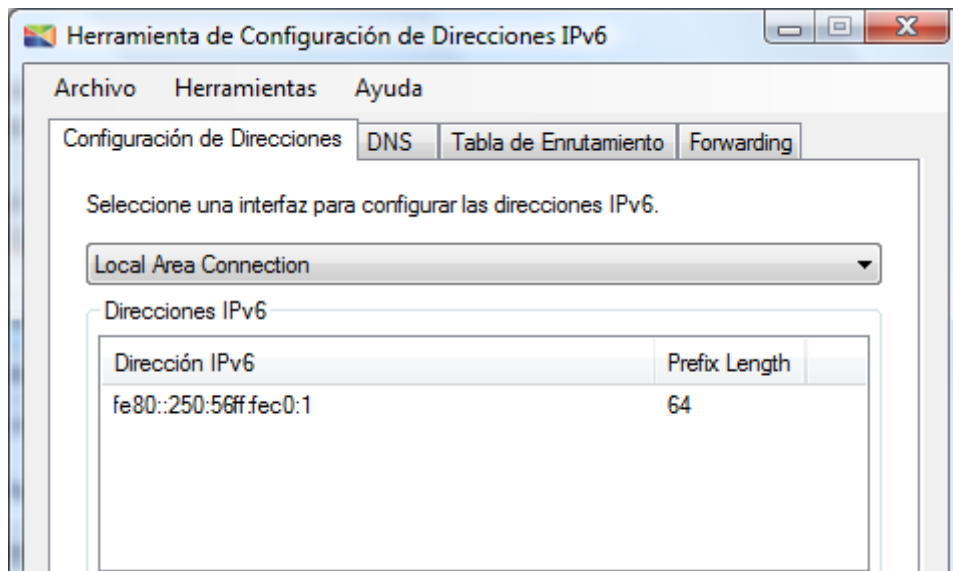 Herramienta de Configuración de Direcciones IPv6
Archivo Herramientas Ayuda
Configuración de Direcciones DNS Tabla de Enrutamiento Forwarding
Seleccione una interfaz para configurar las direcciones IPv6.
Local Area Connection
Direcciones IPv6
Dirección IPv6 Prefix Length
fe80::250:56ff:fec0:1 64